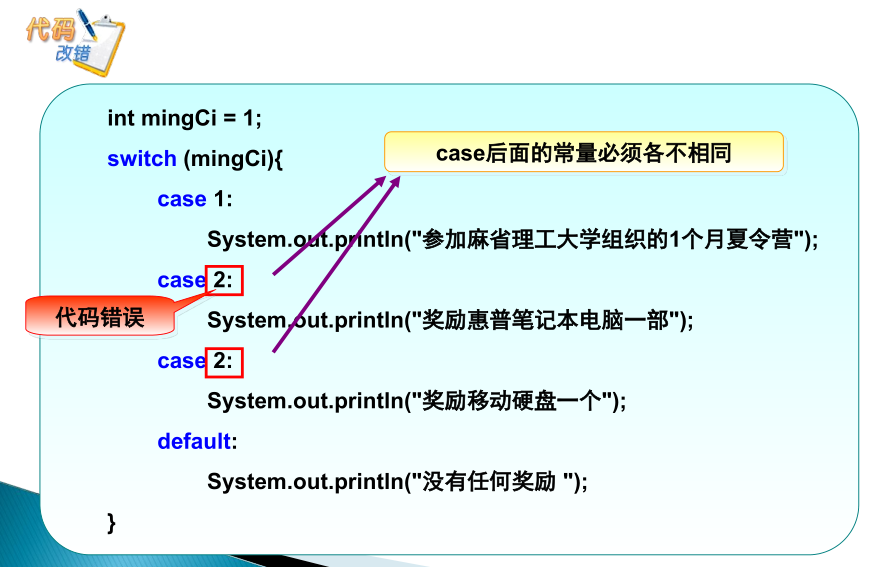 代码
改错
int mingCi = 1;
switch (mingCi){
case后面的常量必须各不相同
case 1:
System.out.println("参加麻省理工大学组织的1个月夏令营");
case 2:
代码错误
System.out.println("奖励惠普笔记本电脑一部");
case 2:
System.out.println("奖励移动硬盘一个");
default:
System.out.println("没有任何奖励 ");
}